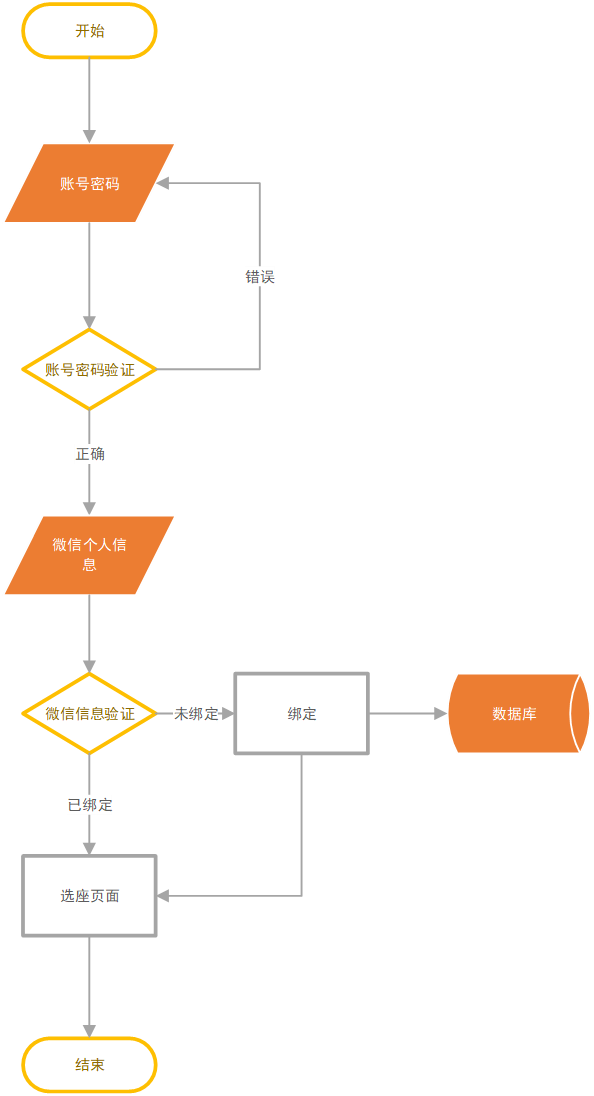 开始
账号密码
错误
账号密码验证
正确
微信个人信
息
微信信息验证
未绑定
绑定
数据库
已绑定
选座页面
结束